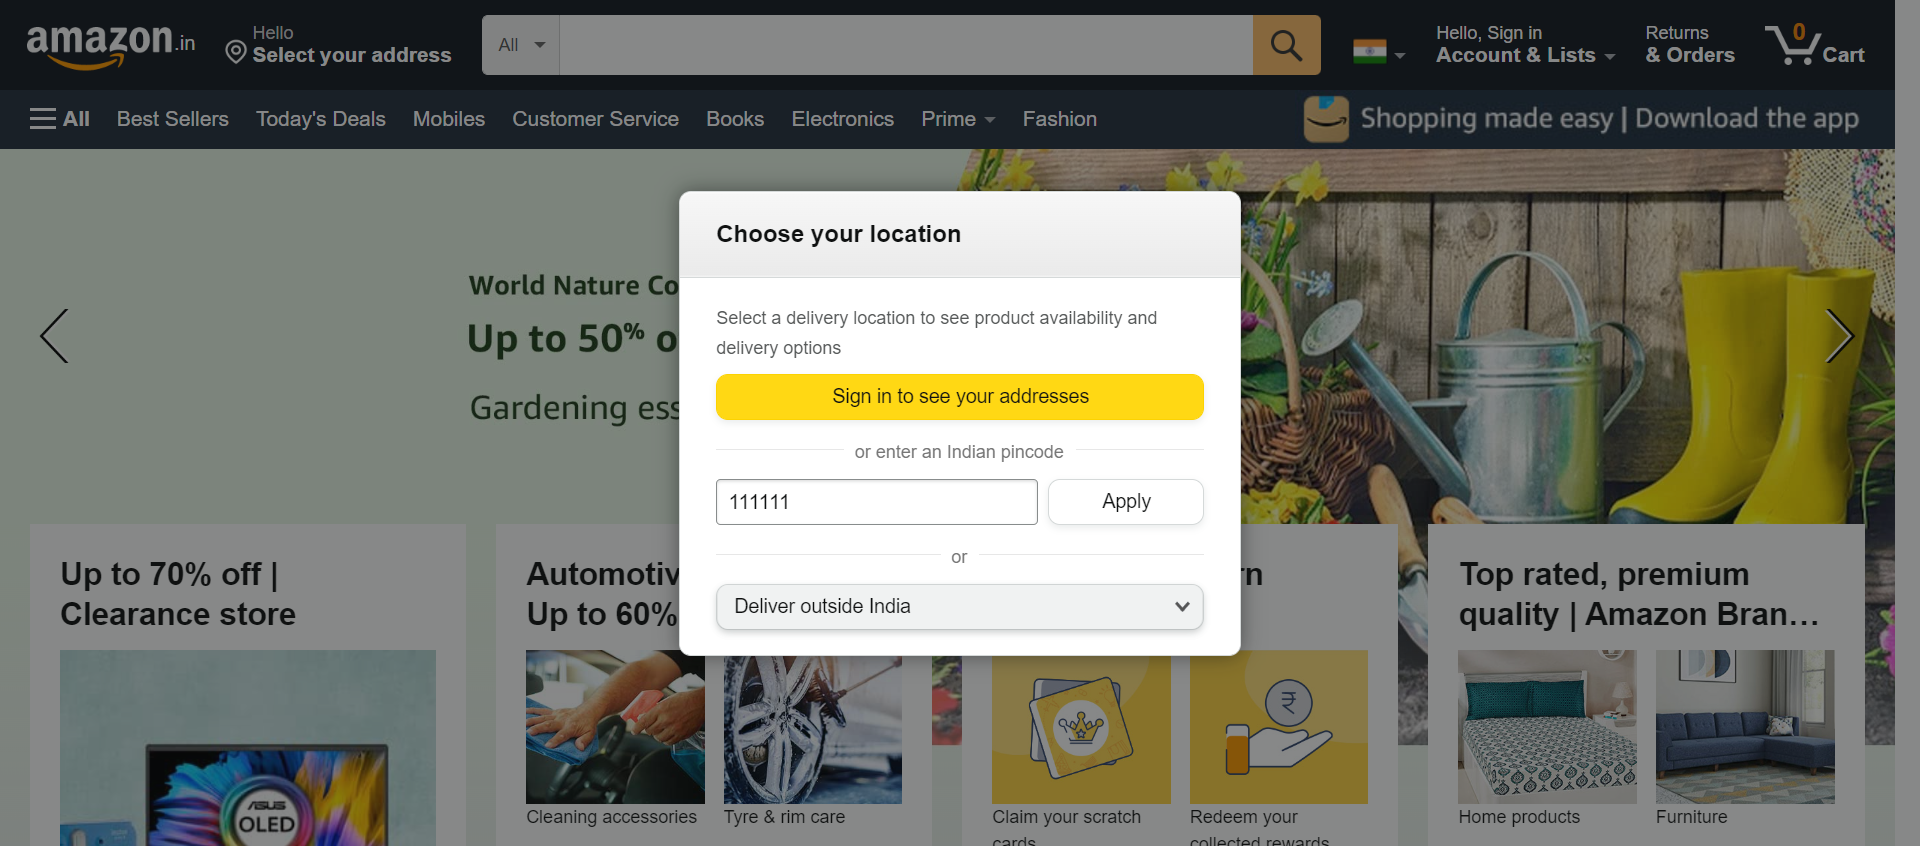 amazon.in
Hello
Select your address
All
Hello, Sign in
Account & Lists
Returns
& Orders
0
Cart
All
Best Sellers
Today's Deals
Mobiles
Customer Service
Books
Electronics
Prime
Fashion
Shopping made easy | Download the app
World Nature Co
Up to 50% o
Gardening ess
Choose your location
Select a delivery location to see product availability and
delivery options
Sign in to see your addresses
or enter an Indian pincode
111111
Apply
or
Deliver outside India
Up to 70% off |
Clearance store
ASUS
OLED
Automotiv
Up to 60%
Cleaning accessories
Tyre & rim care
rn
₹
Claim your scratch
cards
Redeem your
collected rewards
Top rated, premium
quality | Amazon Bran…
Home products
Furniture